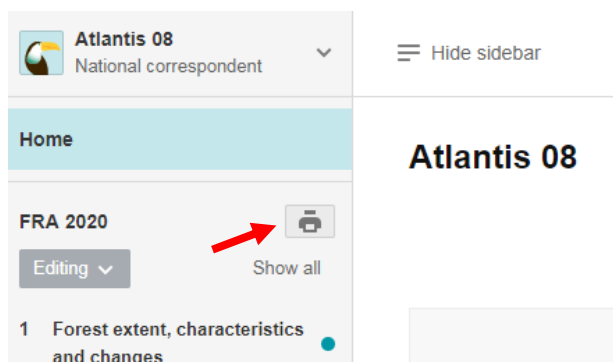 Atlantis 08
National correspondent
Hide sidebar
Home
Atlantis 08
FRA 2020
Editing
Show all
1 Forest extent, characteristics
and changes